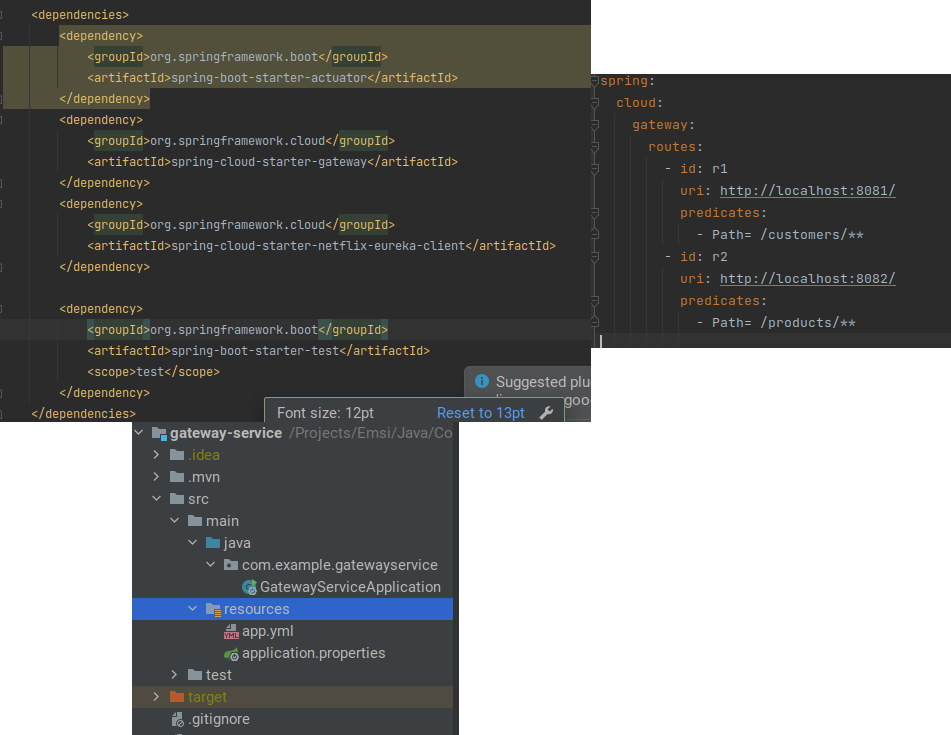 <dependencies>
<dependency>
<groupId>org.springframework.boot</groupId>
<artifactId>spring-boot-starter-actuator</artifactId>
</dependency>
<dependency>
<groupId>org.springframework.cloud</groupId>
<artifactId>spring-cloud-starter-gateway</artifactId>
</dependency>
<dependency>
<groupId>org.springframework.cloud</groupId>
<artifactId>spring-cloud-starter-netflix-eureka-client</artifactId>
</dependency>
<dependency>
<groupId>org.springframework.boot</groupId>
<artifactId>spring-boot-starter-test</artifactId>
<scope>test</scope>
</dependency>
</dependencies>
Suggested plu
Font size: 12pt Reset to 13pt
spring:
cloud:
gateway:
routes:
- id: r1
uri: http://localhost:8081/
predicates:
- Path= /customers/**
- id: r2
uri: http://localhost:8082/
predicates:
- Path= /products/**
gateway-service /Projects/Emsi/Java/Co
.idea
.mvn
src
main
java
com.example.gatewayservice
GatewayServiceApplication
resources
app.yml
application.properties
test
target
.gitignore